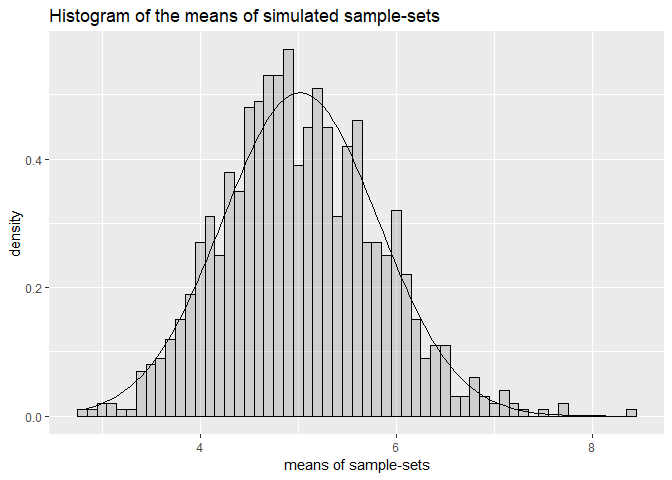 Histogram of the means of simulated sample-sets
density
0.4
0.2
0.0
4
6
8
means of sample-sets